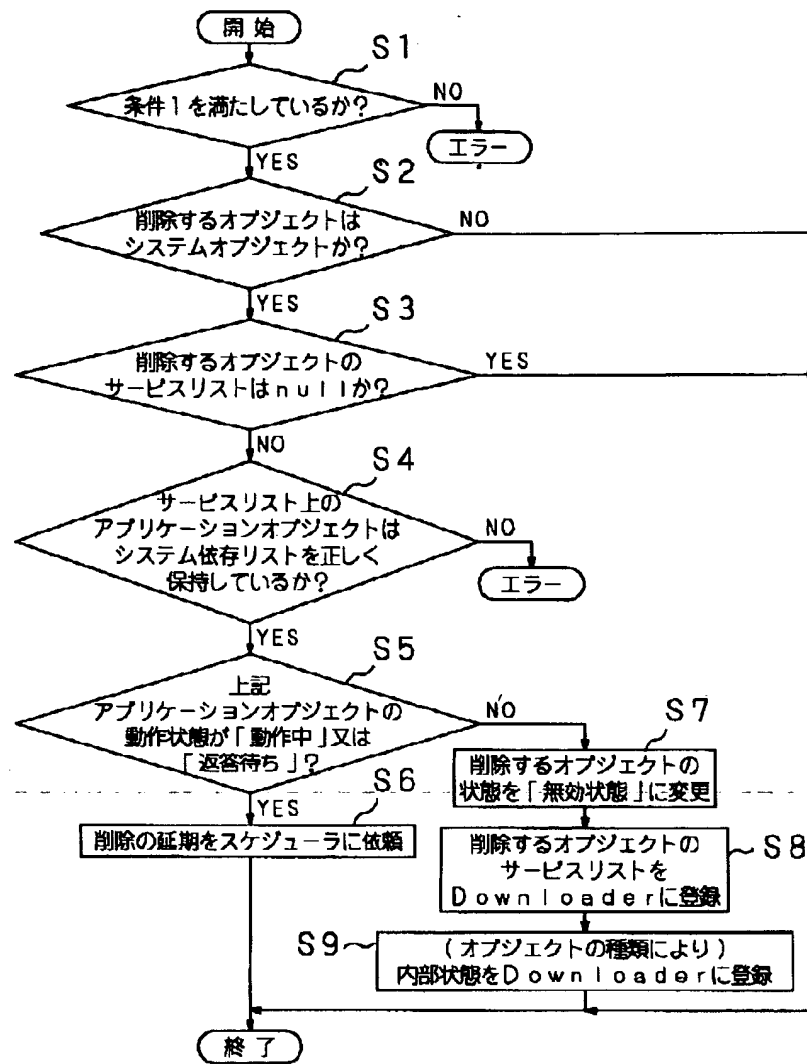 開始
S1
条件1を満たしているか?
NO
エラー
YES
S2
削除するオブジェクトは
システムオブジェクトか?
NO
YES
S3
削除するオブジェクトの
サービスリストはnullか?
YES
NO
S4
サービスリスト上の
アプリケーションオブジェクトは
システム依存リストを正しく
保持しているか?
NO
エラー
YES
S5
上記
アプリケーションオブジェクトの
動作状態が「動作中」又は
「返答待ち」?
NO
S7
削除するオブジェクトの
状態を「無効状態」に変更
YES
S6
削除の延期をスケジューラに依頼
S8
削除するオブジェクトの
サービスリストを
Downloaderに登録
S9
(オブジェクトの種類により)
内部状態をDownloaderに登録
終了